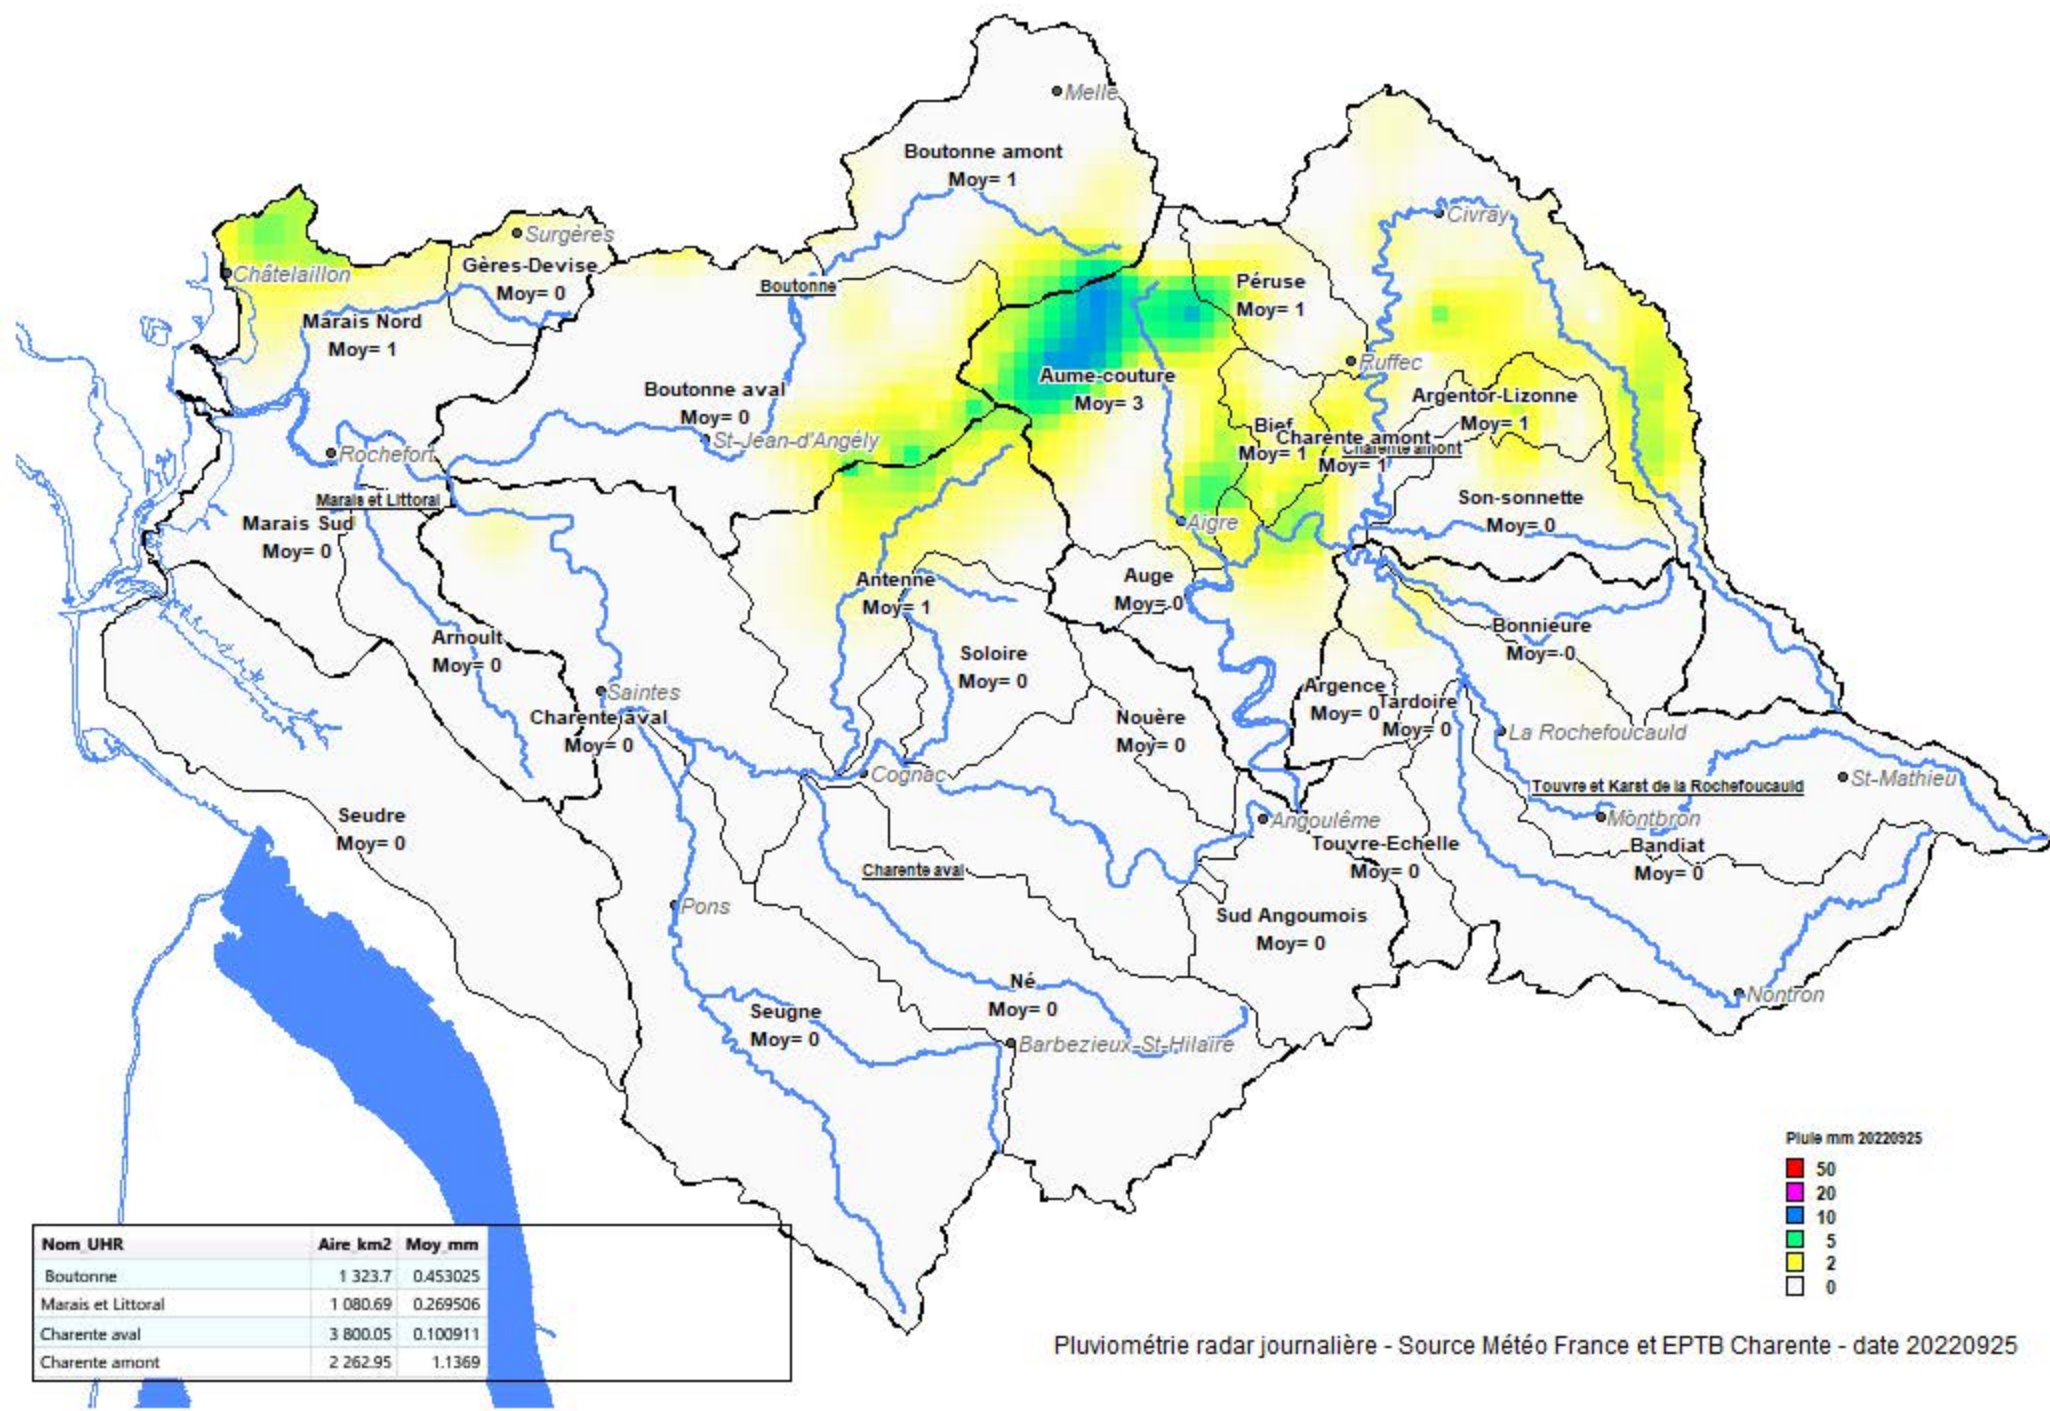 Melle
Boutonne amont
Moy= 1
Civray
Surgères
Châtelaillon
Gères-Devise
Moy= 0
Boutonne
Péruse
Moy= 1
Marais Nord
Moy= 1
Ruffec
Aume-couture
Moy= 3
Boutonne aval
Moy= 0
Argentor-Lizonne
Moy= 1
St-Jean-d'Angély
Bief
Moy= 1
Charente amont
Moy= 1
Charente amont
Rochefort
Marais et Littoral
Son-sonnette
Moy= 0
Marais Sud
Moy= 0
Aigre
Antenne
Moy= 1
Auge
Moy= 0
Bonnieure
Moy= 0
Arnoult
Moy= 0
Soloire
Moy= 0
Saintes
Argence
Moy= 0
Tardoire
Moy= 0
Charente aval
Moy= 0
Nouère
Moy= 0
La Rochefoucauld
Cognac
Touvre et Karst de la Rochefoucauld
St-Mathieu
Seudre
Moy= 0
Angoulême
Montbron
Touvre-Echelle
Moy= 0
Bandiat
Moy= 0
Charente aval
Pons
Sud Angoumois
Moy= 0
Né
Moy= 0
Nontron
Seugne
Moy= 0
Barbezieux-St-Hilaire
Pluie mm 20220925
50
20
10
5
2
0
Nom_UHR Aire_km2 Moy_mm
Boutonne 1 323.7 0.453025
Marais et Littoral 1 080.69 0.269506
Charente aval 3 800.05 0.100911
Charente amont 2 262.95 1.1369
Pluviométrie radar journalière - Source Météo France et EPTB Charente - date 20220925